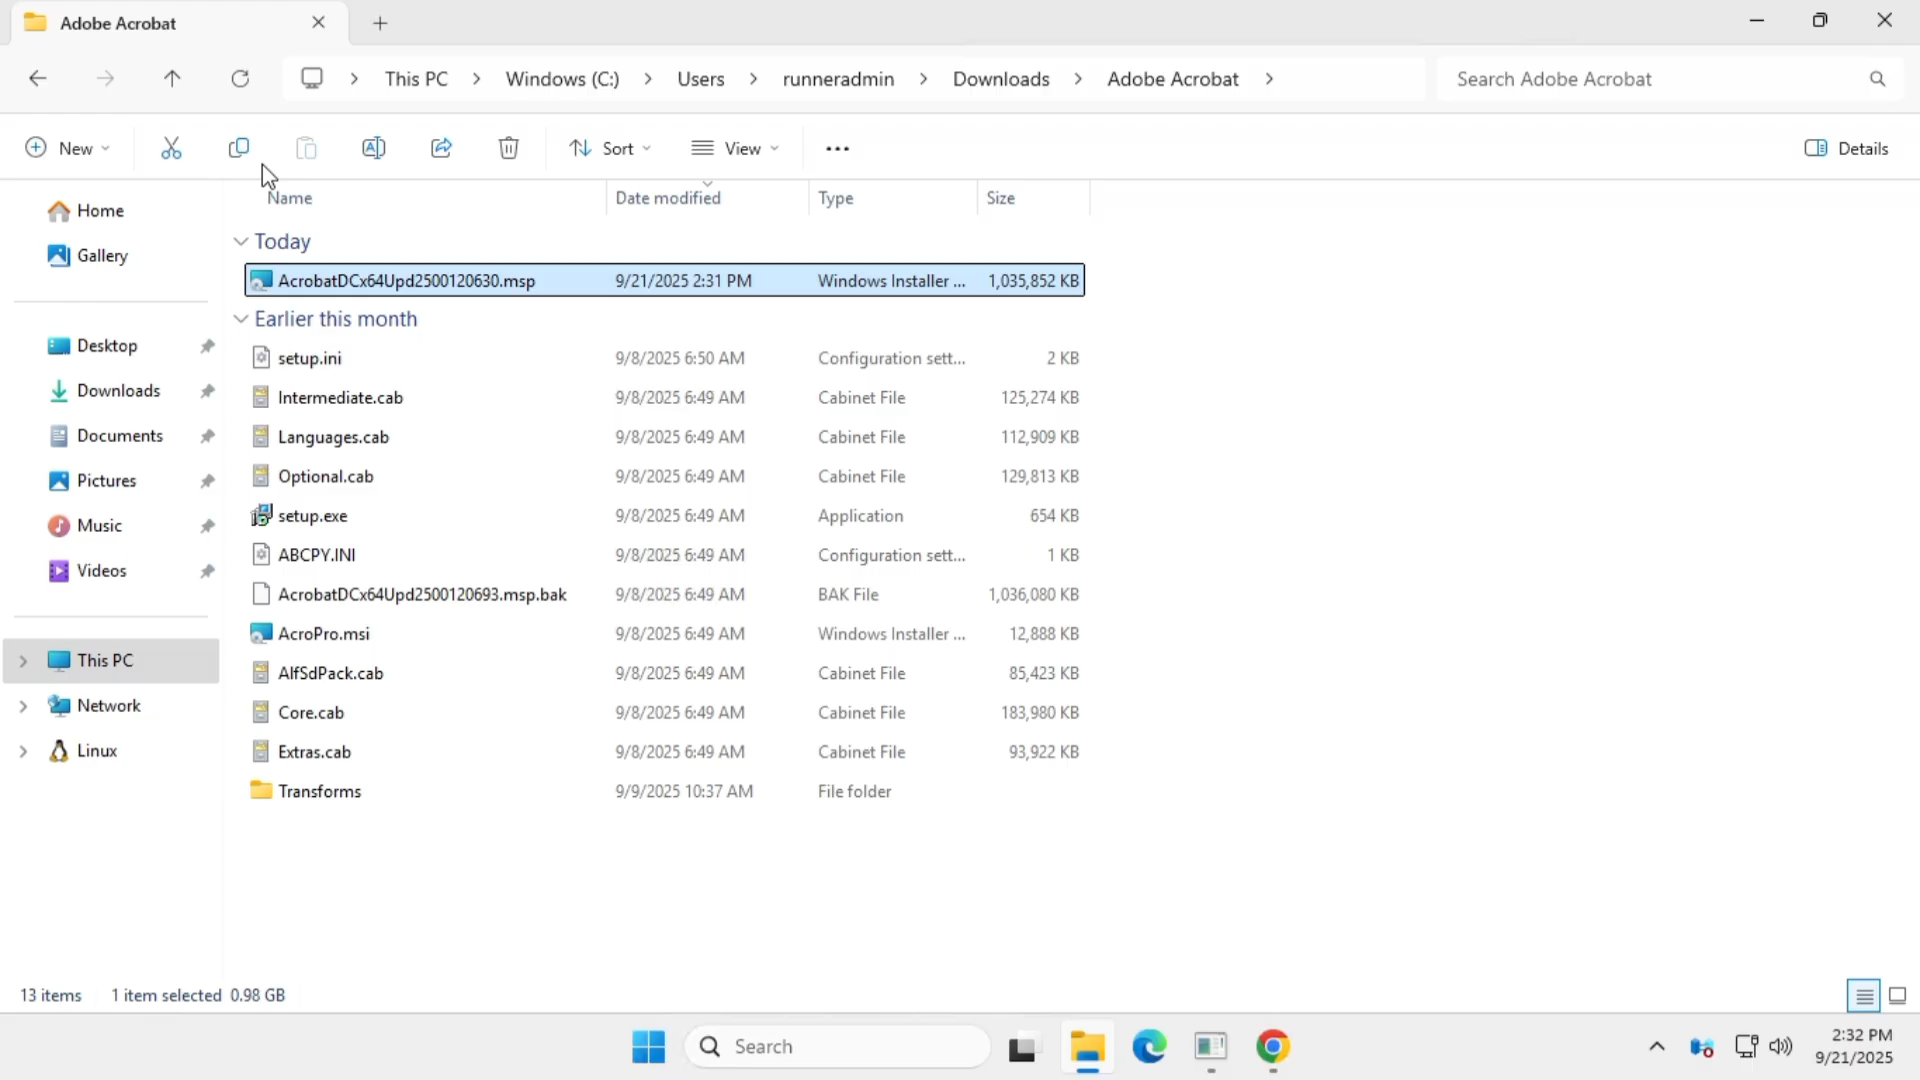 Adobe Acrobat
This PC
Windows (C:)
Users
runneradmin
Downloads
Adobe Acrobat
Search Adobe Acrobat
New
Sort
View
Details
Name
Date modified
Type
Size
Home
Gallery
Desktop
Downloads
Documents
Pictures
Music
Videos
This PC
Network
Linux
Today
AcrobatDCx64Upd2500120630.msp 9/21/2025 2:31 PM Windows Installer ... 1,035,852 KB
Earlier this month
setup.ini 9/8/2025 6:50 AM Configuration sett... 2 KB
Intermediate.cab 9/8/2025 6:49 AM Cabinet File 125,274 KB
Languages.cab 9/8/2025 6:49 AM Cabinet File 112,909 KB
Optional.cab 9/8/2025 6:49 AM Cabinet File 129,813 KB
setup.exe 9/8/2025 6:49 AM Application 654 KB
ABCPY.INI 9/8/2025 6:49 AM Configuration sett... 1 KB
AcrobatDCx64Upd2500120693.msp.bak 9/8/2025 6:49 AM BAK File 1,036,080 KB
AcroPro.msi 9/8/2025 6:49 AM Windows Installer ... 12,888 KB
AlfSdPack.cab 9/8/2025 6:49 AM Cabinet File 85,423 KB
Core.cab 9/8/2025 6:49 AM Cabinet File 183,980 KB
Extras.cab 9/8/2025 6:49 AM Cabinet File 93,922 KB
Transforms 9/9/2025 10:37 AM File folder
13 items 1 item selected 0.98 GB
Search
2:32 PM
9/21/2025